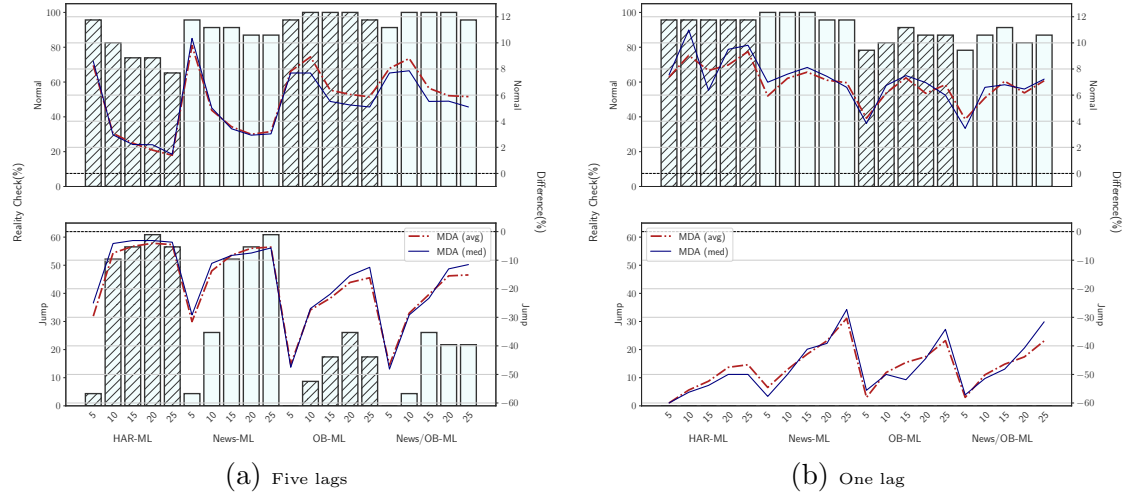 100
80
60
40
20
0
Normal
12
10
8
6
4
2
0
Normal
60
50
40
30
20
10
0
Jump
Reality Check(%)
MDA (avg)
MDA (med)
0
−10
−20
−30
−40
−50
−60
Jump
Difference(%)
5 10 15 20 25 5 10 15 20 25 5 10 15 20 25 5 10 15 20 25
HAR-ML News-ML OB-ML News/OB-ML
(a) Five lags
100
80
60
40
20
0
Normal
12
10
8
6
4
2
0
Normal
60
50
40
30
20
10
0
Jump
Reality Check(%)
MDA (avg)
MDA (med)
0
−10
−20
−30
−40
−50
−60
Jump
Difference(%)
5 10 15 20 25 5 10 15 20 25 5 10 15 20 25 5 10 15 20 25
HAR-ML News-ML OB-ML News/OB-ML
(b) One lag